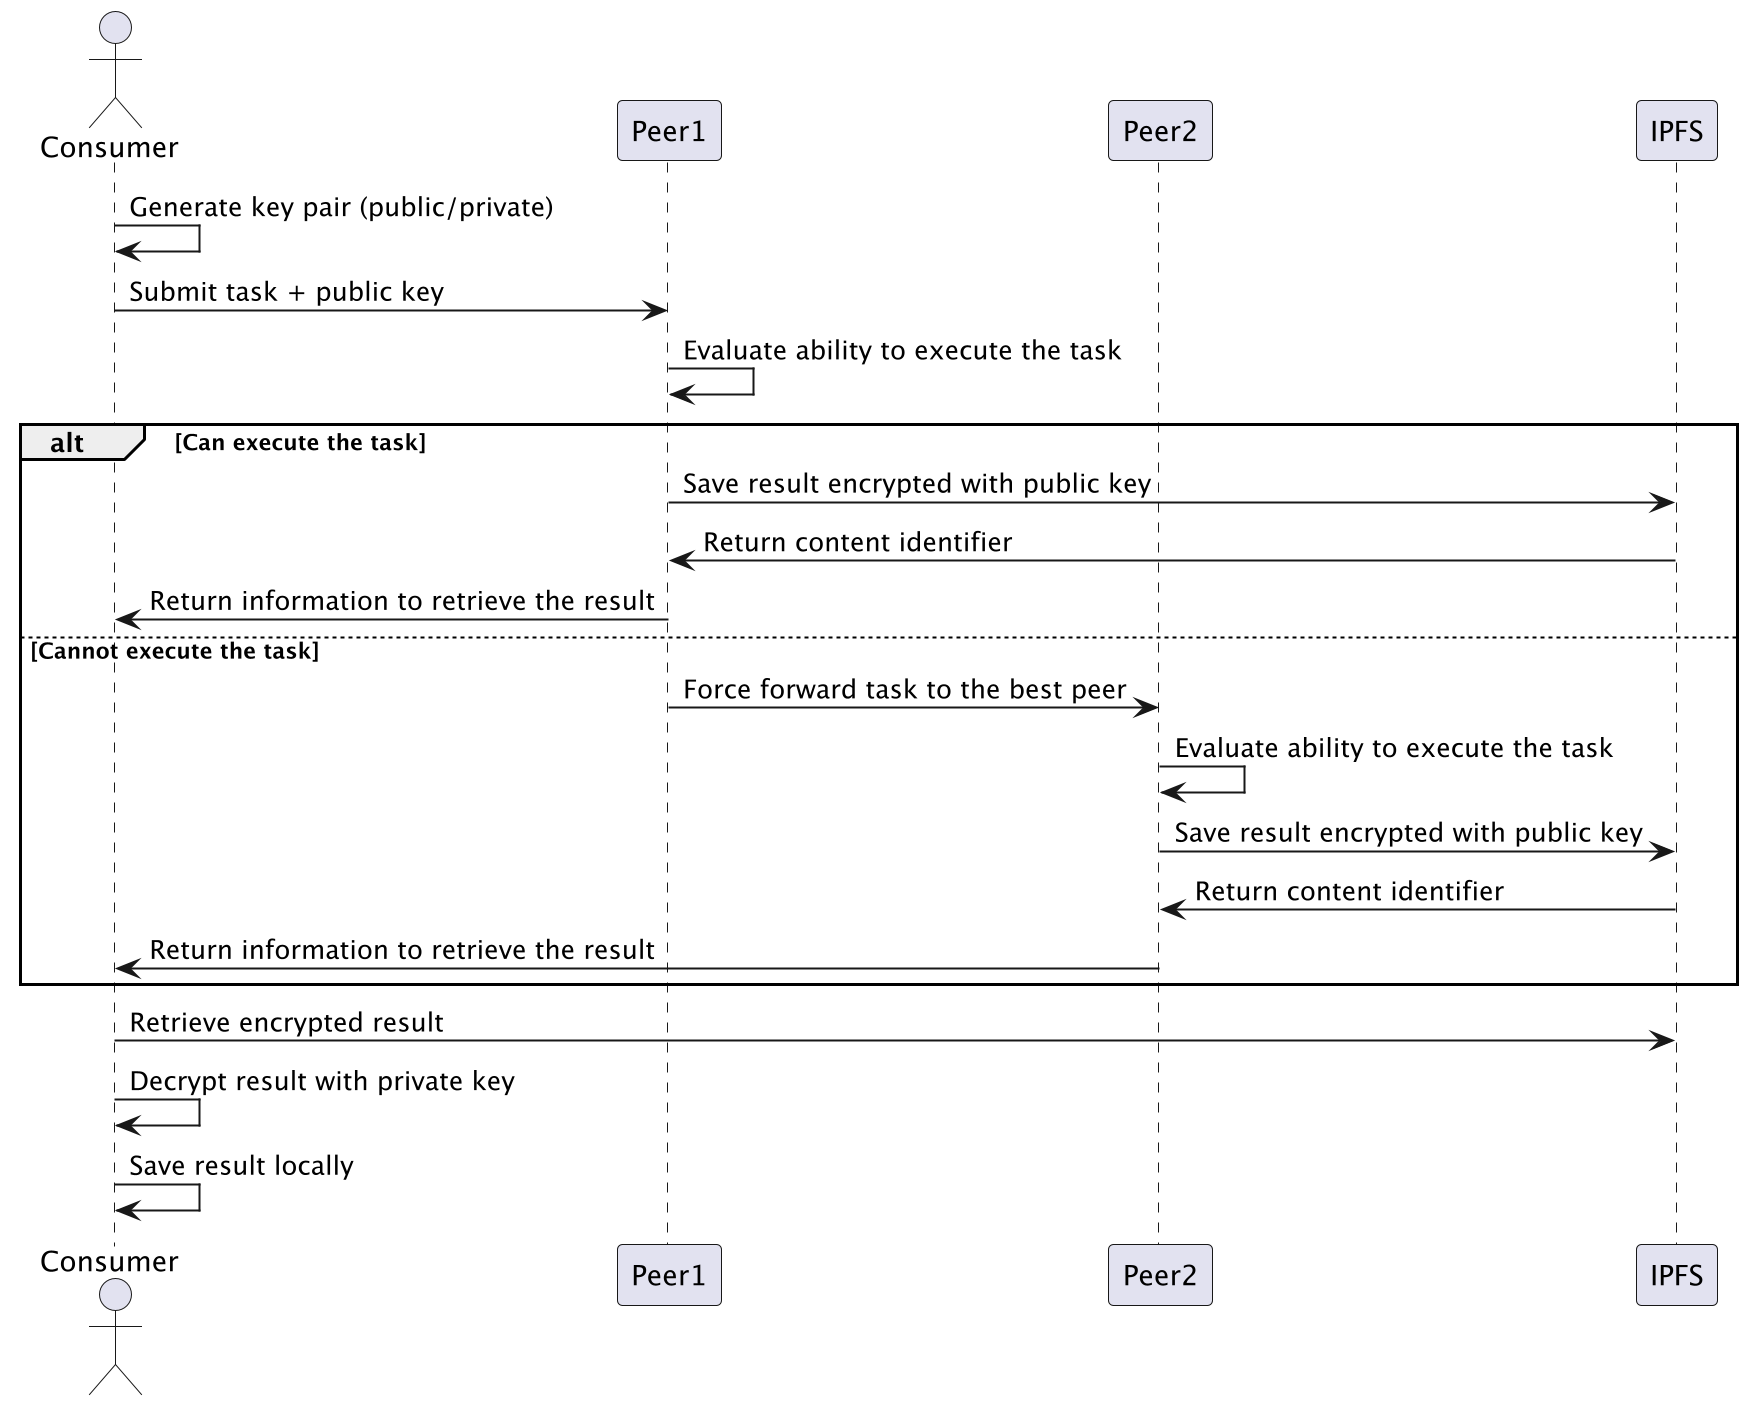 Consumer
Peer1
Peer2
IPFS
Generate key pair (public/private)
Submit task + public key
Evaluate ability to execute the task
alt
[Can execute the task]
Save result encrypted with public key
Return content identifier
Return information to retrieve the result
[Cannot execute the task]
Force forward task to the best peer
Evaluate ability to execute the task
Save result encrypted with public key
Return content identifier
Return information to retrieve the result
Retrieve encrypted result
Decrypt result with private key
Save result locally
Consumer
Peer1
Peer2
IPFS